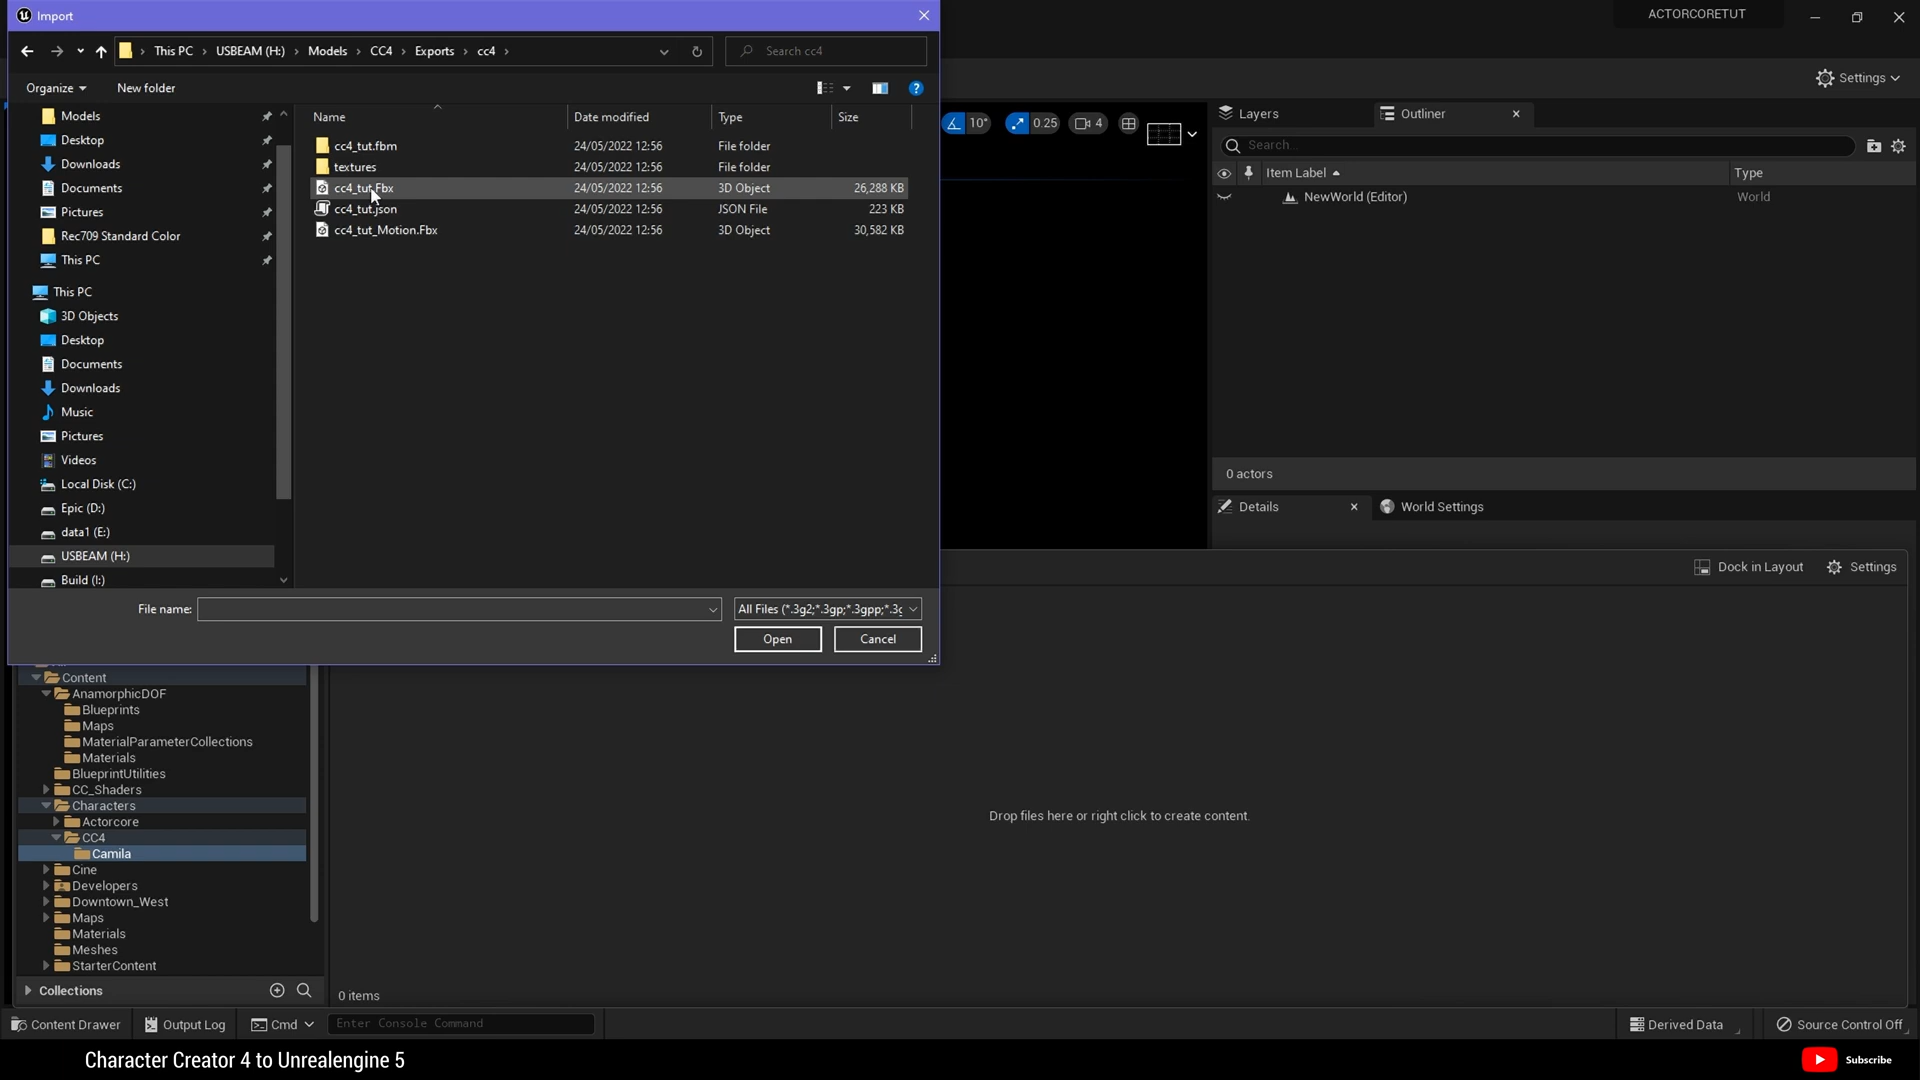 Import
ACTORCORETUT
This PC > USBEAM (H:) > Models > CC4 > Exports > cc4 >
Search cc4
Organize
New folder
Settings
Name
Date modified
Type
Size
cc4_tut.fbm 24/05/2022 12:56 File folder
textures 24/05/2022 12:56 File folder
cc4_tut.Fbx 24/05/2022 12:56 3D Object 26,288 KB
cc4_tut.json 24/05/2022 12:56 JSON File 223 KB
cc4_tut_Motion.Fbx 24/05/2022 12:56 3D Object 30,582 KB
Models
Desktop
Downloads
Documents
Pictures
Rec709 Standard Color
This PC
This PC
3D Objects
Desktop
Documents
Downloads
Music
Pictures
Videos
Local Disk (C:)
Epic (D:)
data1 (E:)
USBEAM (H:)
Build (I:)
File name:
All Files (*.3g2;*.3gp;*.3gpp;*.3g
Open
Cancel
10°
0.25
4
Layers
Outliner
Search...
Item Label
Type
NewWorld (Editor)
World
0 actors
Details
World Settings
Dock in Layout
Settings
Content
AnamorphicDOF
Blueprints
Maps
MaterialParameterCollections
Materials
BlueprintUtilities
CC_Shaders
Characters
Actorcore
CC4
Camila
Cine
Developers
Downtown_West
Maps
Materials
Meshes
StarterContent
Collections
Drop files here or right click to create content.
0 items
Content Drawer
Output Log
Cmd
Enter Console Command
Derived Data
Source Control Off
Character Creator 4 to Unrealengine 5
Subscribe